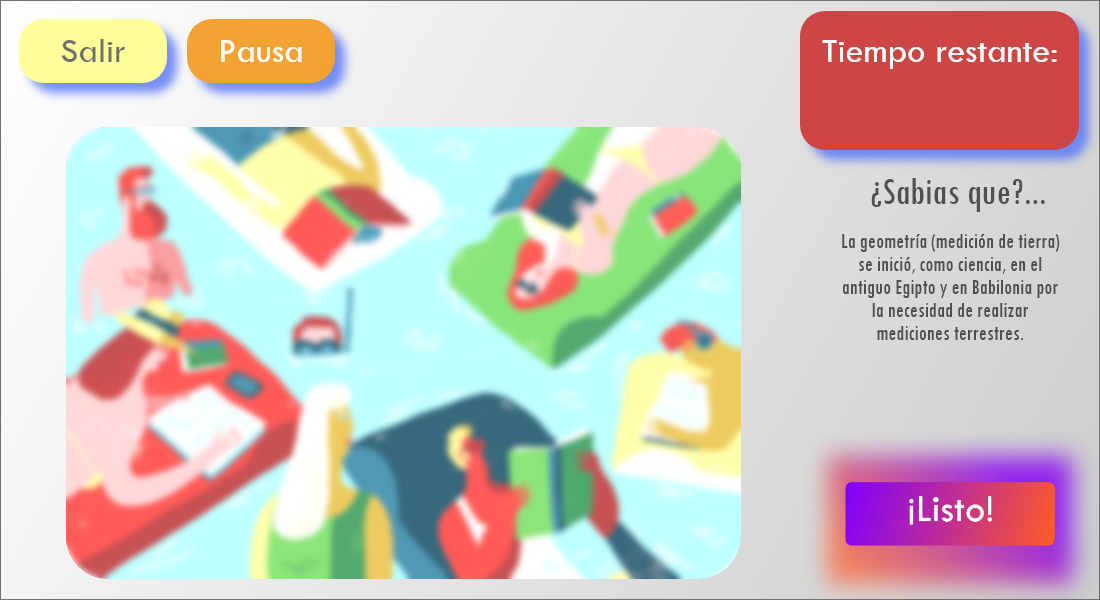 Salir
Pausa
Tiempo restante:
¿Sabias que?...
La geometría (medición de tierra)
se inició, como ciencia, en el
antiguo Egipto y en Babilonia por
la necesidad de realizar
mediciones terrestres.
¡Listo!